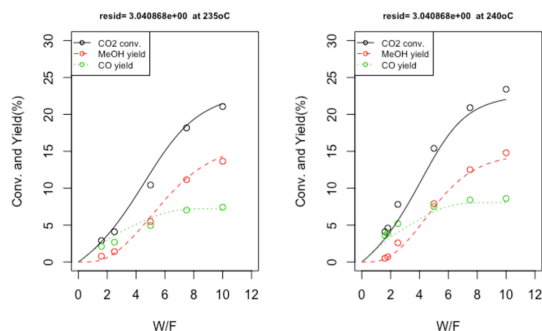 resid= 3.040868e+00 at 235oC
CO2 conv.
MeOH yield
CO yield
Conv. and Yield(%)
30
25
20
15
10
5
0
0 2 4 6 8 10 12
W/F
resid= 3.040868e+00 at 240oC
CO2 conv.
MeOH yield
CO yield
Conv. and Yield(%)
30
25
20
15
10
5
0
0 2 4 6 8 10 12
W/F